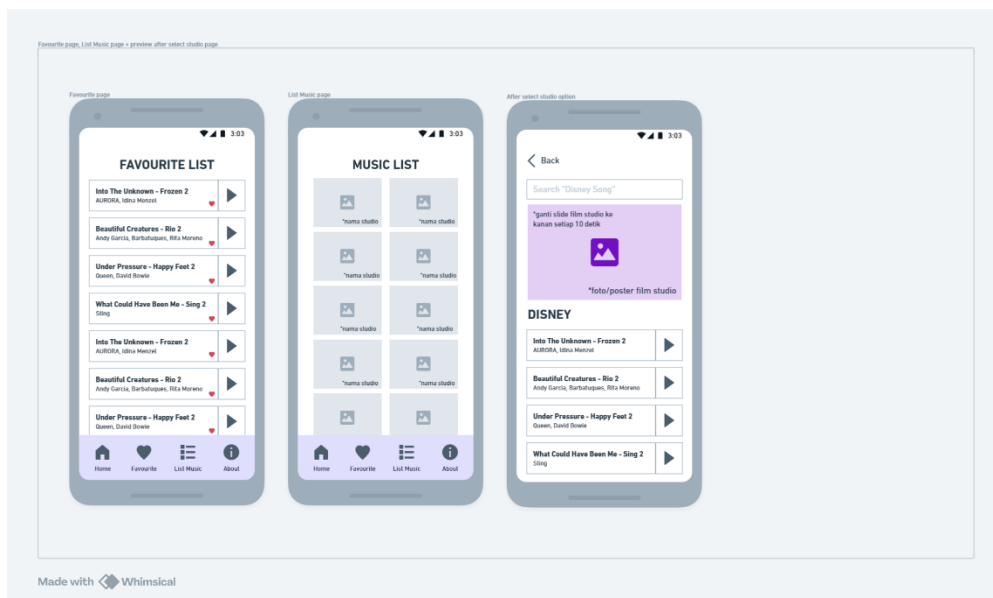 Favourite page, List Music page + preview after select studio page
Favourite page
3:03
FAVOURITE LIST
Into The Unknown - Frozen 2
AURORA, Idina Menzel
Beautiful Creatures - Rio 2
Andy Garcia, Barbatuques, Rita Moreno
Under Pressure - Happy Feet 2
Queen, David Bowie
What Could Have Been Me - Sing 2
Sling
Into The Unknown - Frozen 2
AURORA, Idina Menzel
Beautiful Creatures - Rio 2
Andy Garcia, Barbatuques, Rita Moreno
Under Pressure - Happy Feet 2
Queen, David Bowie
Home
Favourite
List Music
About
List Music page
3:03
MUSIC LIST
*nama studio
*nama studio
*nama studio
*nama studio
*nama studio
*nama studio
*nama studio
*nama studio
Home
Favourite
List Music
About
After select studio option
3:03
Back
Search "Disney Song"
*ganti slide film studio ke
kanan setiap 10 detik
*foto/poster film studio
DISNEY
Into The Unknown - Frozen 2
AURORA, Idina Menzel
Beautiful Creatures - Rio 2
Andy Garcia, Barbatuques, Rita Moreno
Under Pressure - Happy Feet 2
Queen, David Bowie
What Could Have Been Me - Sing 2
Sling
Made with Whimsical